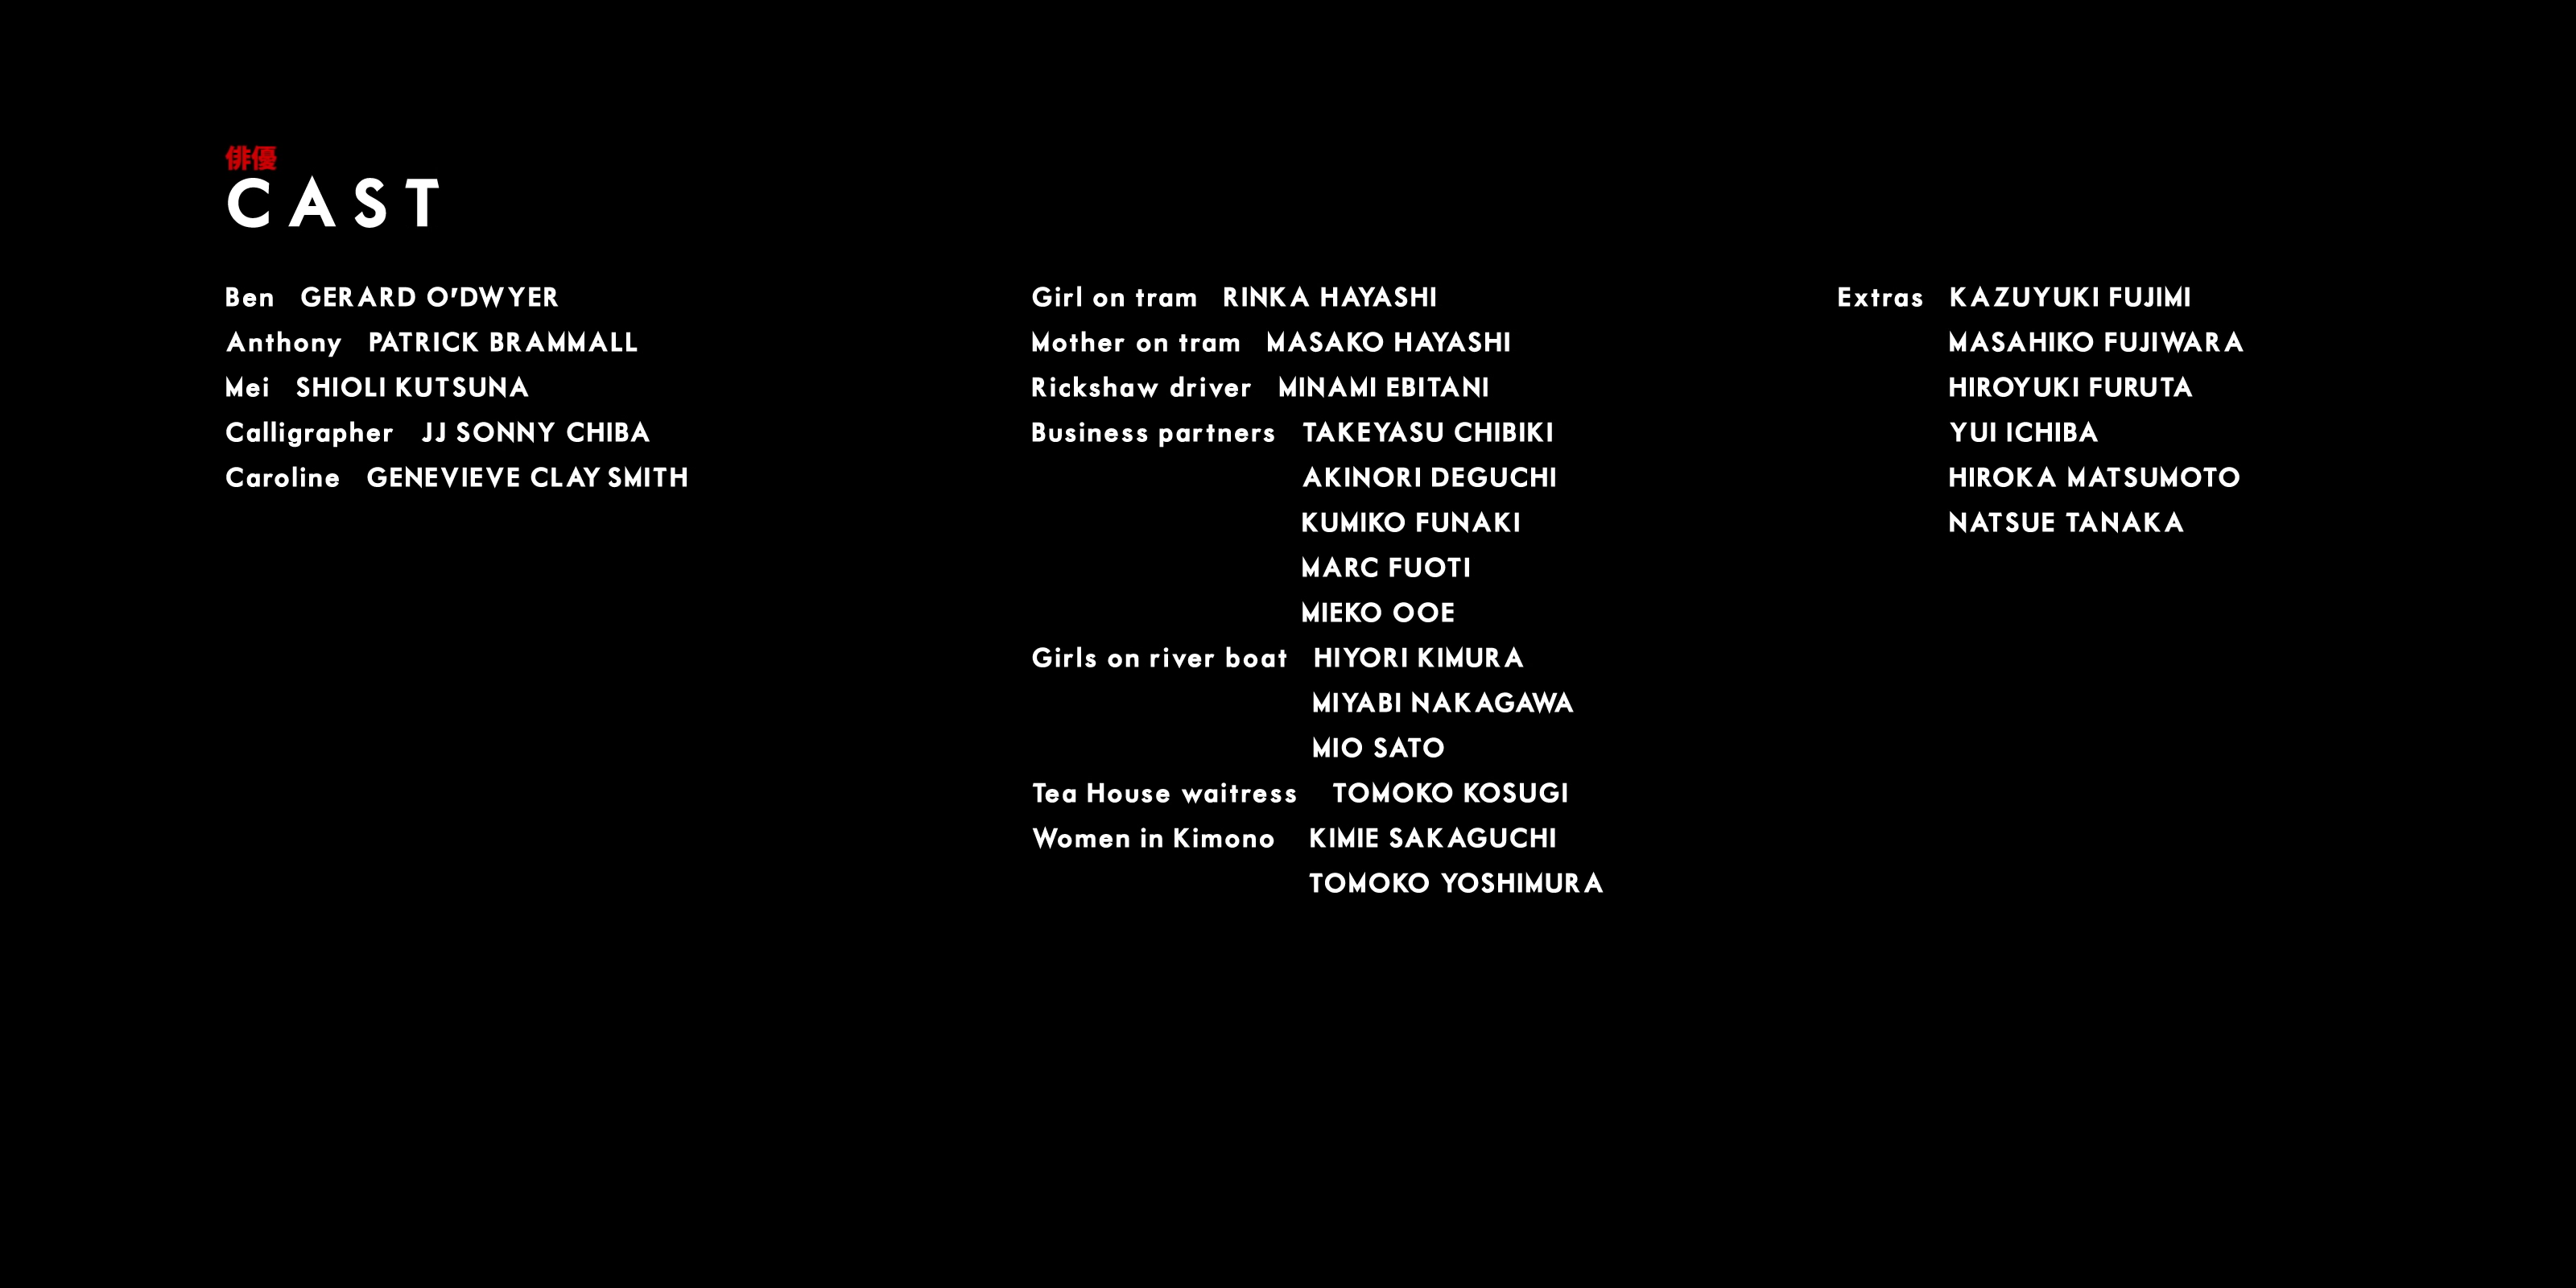 俳優
CAST
Ben GERARD O'DWYER
Anthony PATRICK BRAMMALL
Mei SHIOLI KUTSUNA
Calligrapher JJ SONNY CHIBA
Caroline GENEVIEVE CLAY SMITH
Girl on tram RINKA HAYASHI
Mother on tram MASAKO HAYASHI
Rickshaw driver MINAMI EBITANI
Business partners TAKEYASU CHIBIKI
AKINORI DEGUCHI
KUMIKO FUNAKI
MARC FUOTI
MIEKO OOE
Girls on river boat HIYORI KIMURA
MIYABI NAKAGAWA
MIO SATO
Tea House waitress TOMOKO KOSUGI
Women in Kimono KIMIE SAKAGUCHI
TOMOKO YOSHIMURA
Extras KAZUYUKI FUJIMI
MASAHIKO FUJIWARA
HIROYUKI FURUTA
YUI ICHIBA
HIROKA MATSUMOTO
NATSUE TANAKA